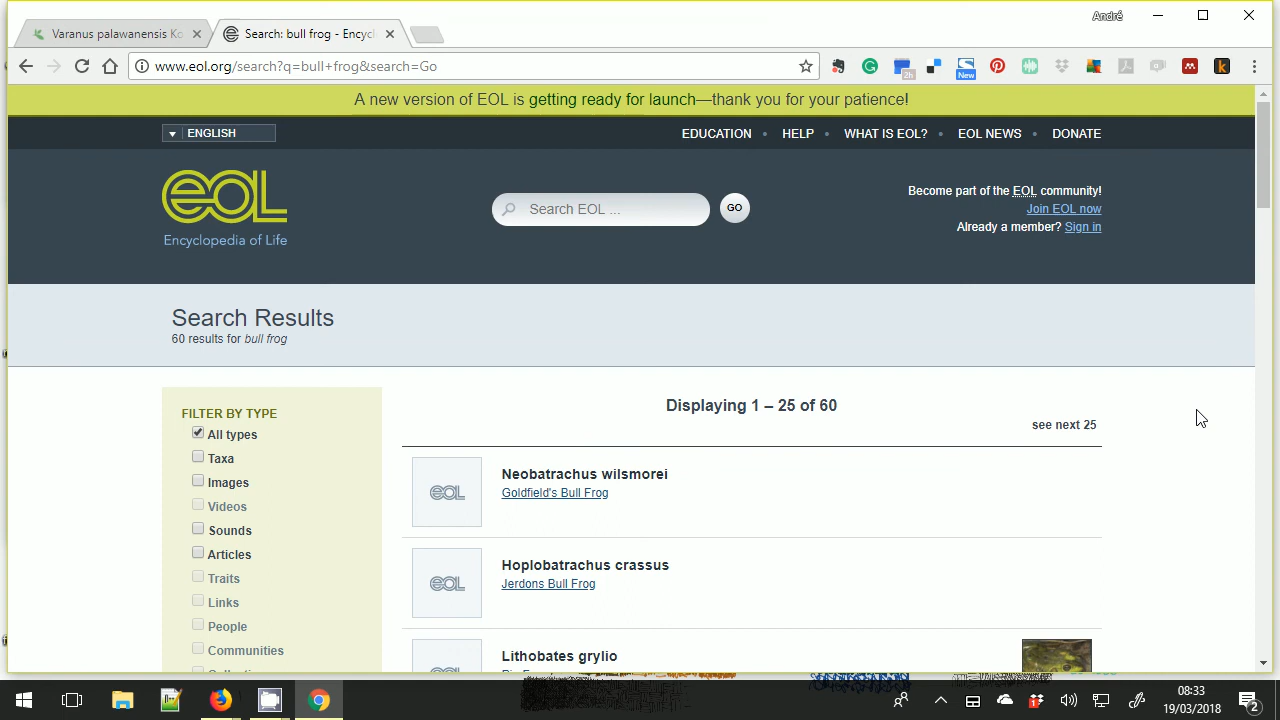 André
Varanus palawanensis Ko
Search: bull frog - Encycl
www.eol.org/search?q=bull+frog&search=Go
2h
New
A new version of EOL is getting ready for launch—thank you for your patience!
ENGLISH
EDUCATION • HELP • WHAT IS EOL? • EOL NEWS • DONATE
eoL
Encyclopedia of Life
Search EOL ...
GO
Become part of the EOL community!
Join EOL now
Already a member? Sign in
Search Results
60 results for bull frog
FILTER BY TYPE
All types
Taxa
Images
Videos
Sounds
Articles
Traits
Links
People
Communities
Displaying 1 – 25 of 60
see next 25
eoL
Neobatrachus wilsmorei
Goldfield's Bull Frog
eoL
Hoplobatrachus crassus
Jerdons Bull Frog
Lithobates grylio
08:33
19/03/2018
1
2